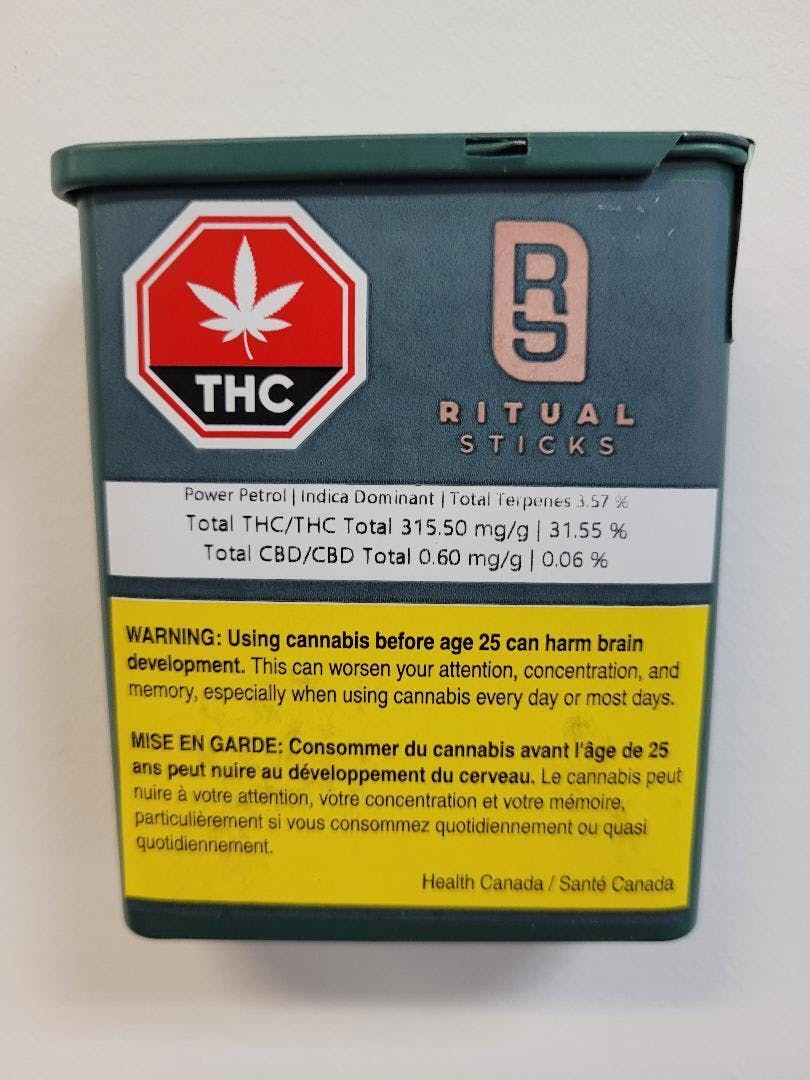 THC
RS
RITUAL
STICKS
Power Petrol | Indica Dominant | Total Terpenes 3.57 %
Total THC/THC Total 315.50 mg/g | 31.55 %
Total CBD/CBD Total 0.60 mg/g | 0.06 %
WARNING: Using cannabis before age 25 can harm brain
development. This can worsen your attention, concentration, and
memory, especially when using cannabis every day or most days.
MISE EN GARDE: Consommer du cannabis avant l'âge de 25
ans peut nuire au développement du cerveau. Le cannabis peut
nuire à votre attention, votre concentration et votre mémoire,
particulièrement si vous consommez quotidiennement ou quasi
quotidiennement.
Health Canada / Santé Canada